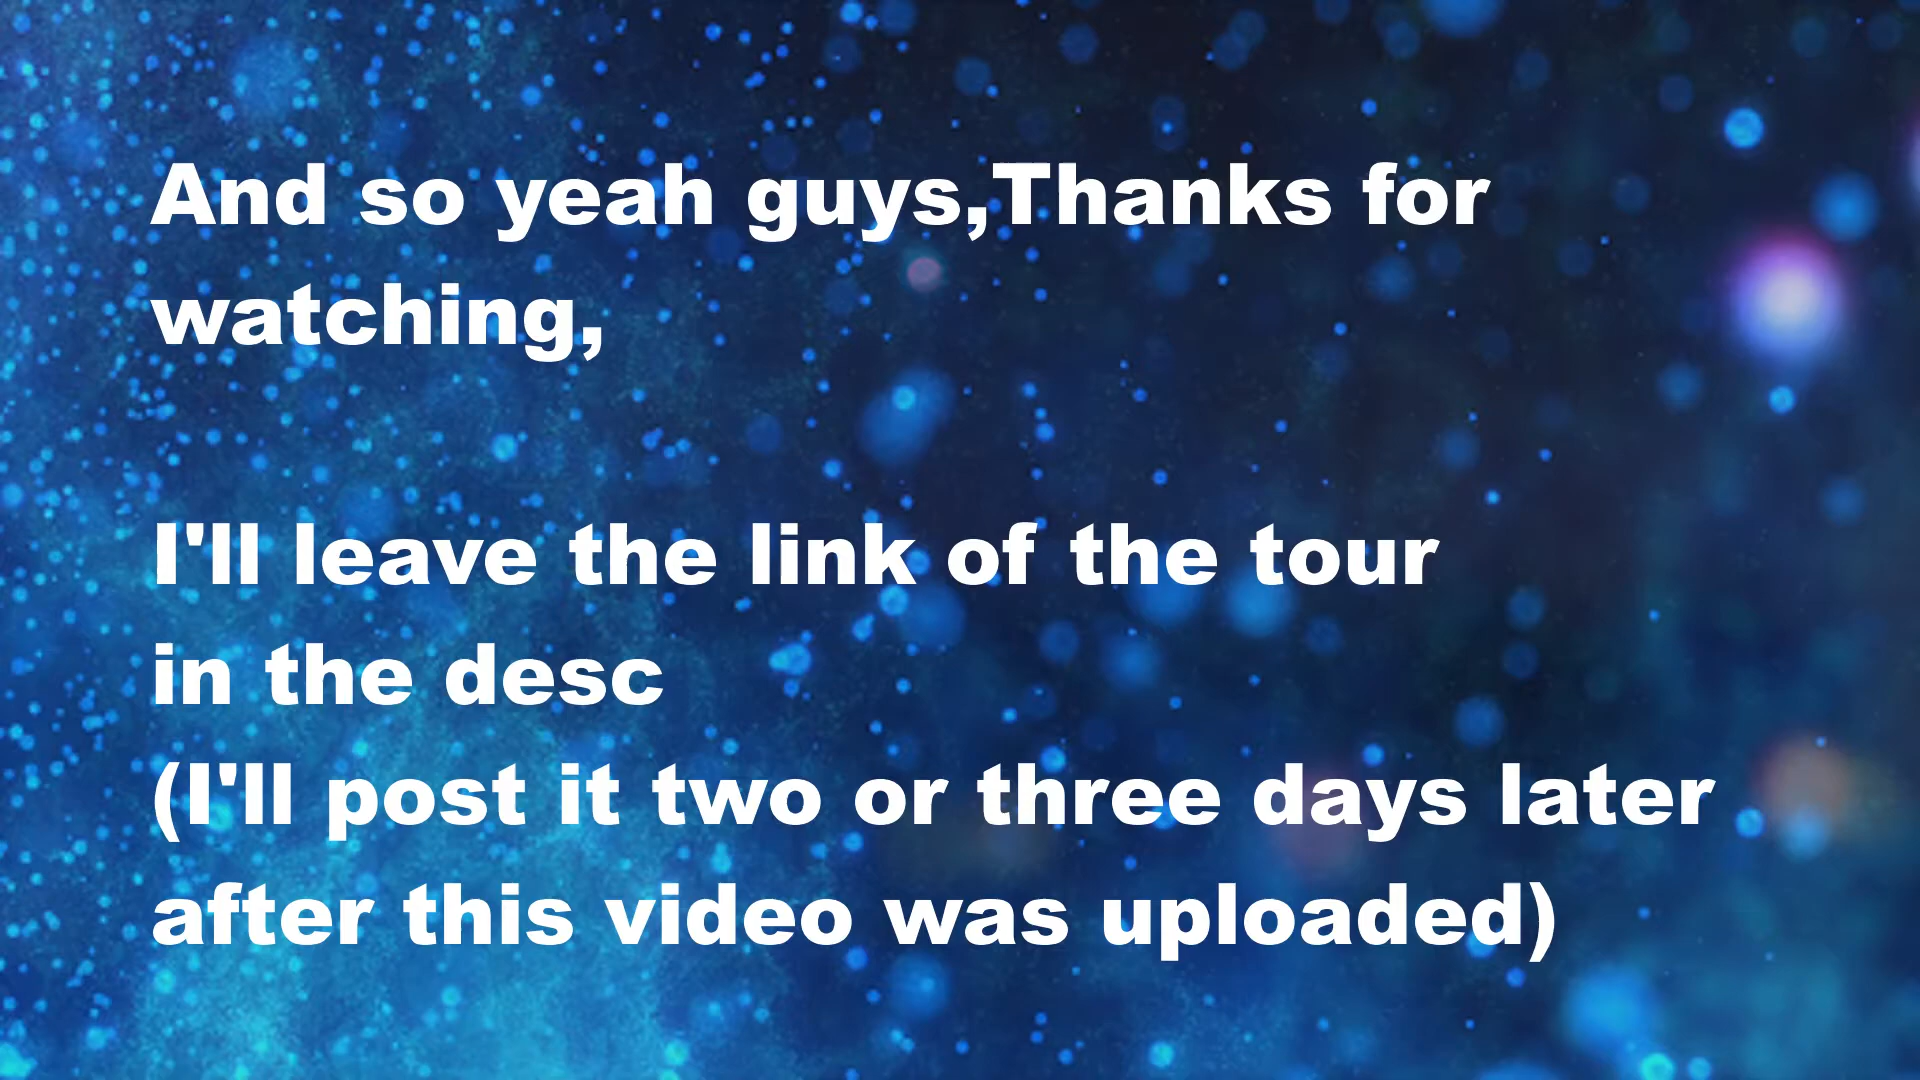 And so yeah guys,Thanks for
watching,
I'll leave the link of the tour
in the desc
(I'll post it two or three days later
after this video was uploaded)